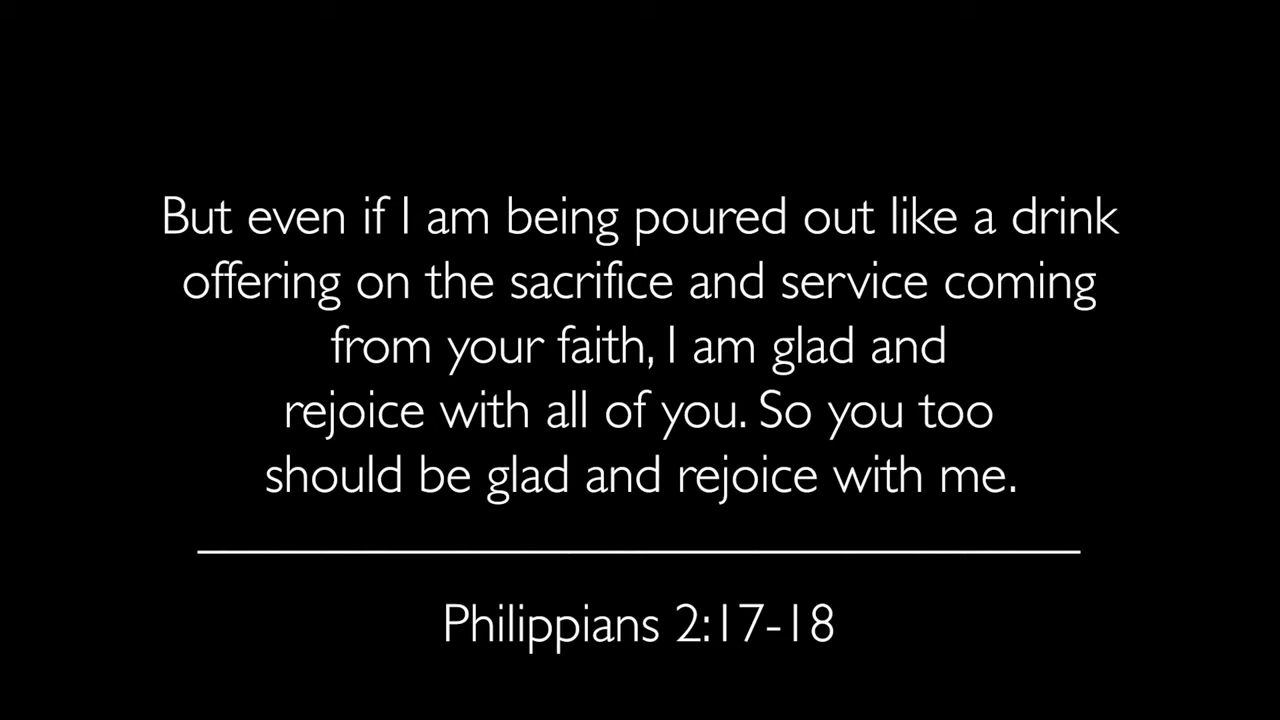 But even if I am being poured out like a drink
offering on the sacrifice and service coming
from your faith, I am glad and
rejoice with all of you. So you too
should be glad and rejoice with me.
Philippians 2:17-18